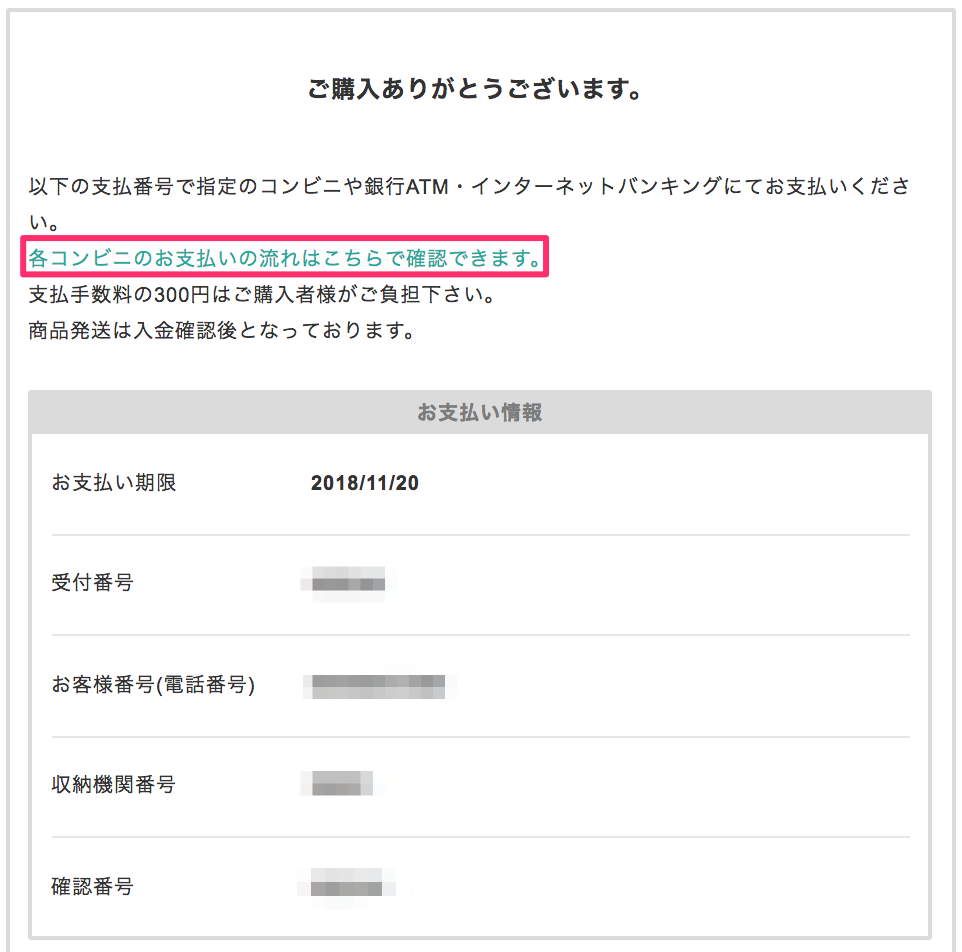 ご購入ありがとうございます。
以下の支払番号で指定のコンビニや銀行ATM・インターネットバンキングにてお支払いくださ
い。
各コンビニのお支払いの流れはこちらで確認できます。
支払手数料の300円はご購入者様がご負担下さい。
商品発送は入金確認後となっております。
お支払い情報
お支払い期限 2018/11/20
受付番号
お客様番号(電話番号)
収納機関番号
確認番号